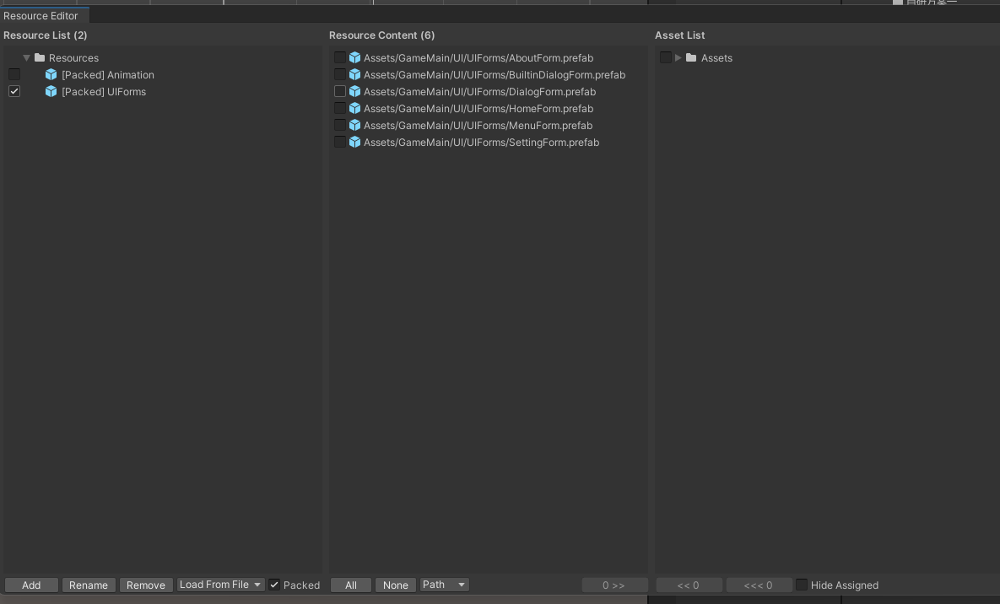 Resource Editor
Resource List (2)
Resources
[Packed] Animation
[Packed] UIForms
Add
Rename
Remove
Load From File
Packed
Resource Content (6)
Assets/GameMain/UI/UIForms/AboutForm.prefab
Assets/GameMain/UI/UIForms/BuiltinDialogForm.prefab
Assets/GameMain/UI/UIForms/DialogForm.prefab
Assets/GameMain/UI/UIForms/HomeForm.prefab
Assets/GameMain/UI/UIForms/MenuForm.prefab
Assets/GameMain/UI/UIForms/SettingForm.prefab
All
None
Path
0 >>
Asset List
Assets
<< 0
<<< 0
Hide Assigned